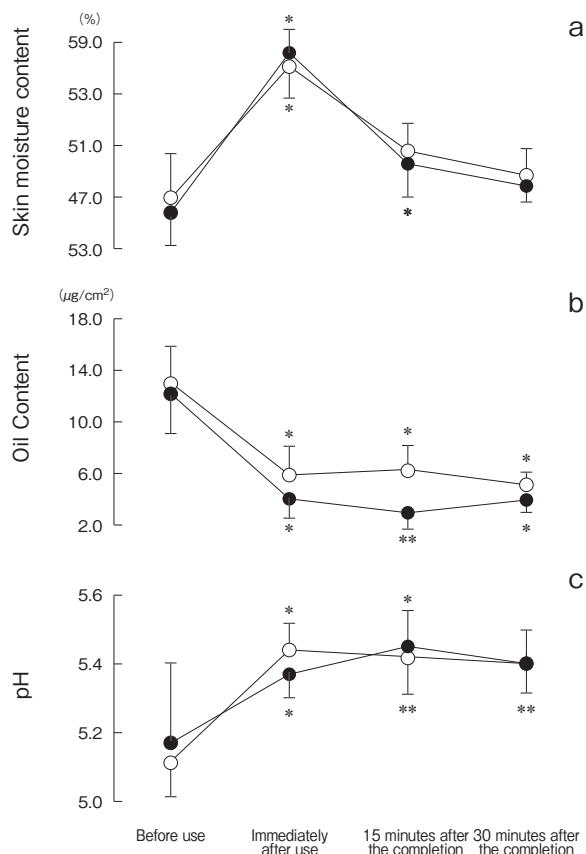 (%)
a
59.0
*
53.0
*
51.0
47.0
*
53.0
Skin moisture content
(μg/cm²)
b
18.0
14.0
10.0
6.0
* * *
2.0
* ** *
Oil Content
c
5.6
* *
5.4
* ** **
5.2
5.0
pH
Before use
Immediately
after use
15 minutes after
the completion
30 minutes after
the completion